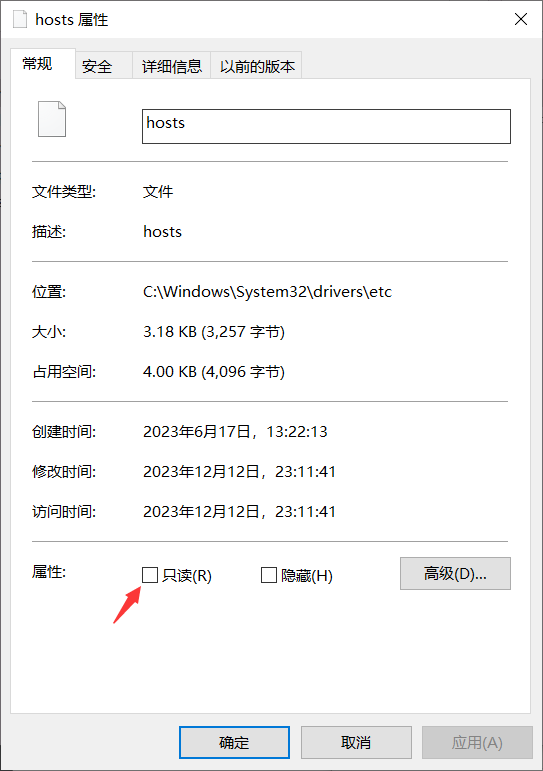 hosts 属性
常规 安全 详细信息 以前的版本
hosts
文件类型: 文件
描述: hosts
位置: C:\Windows\System32\drivers\etc
大小: 3.18 KB (3,257 字节)
占用空间: 4.00 KB (4,096 字节)
创建时间: 2023年6月17日，13:22:13
修改时间: 2023年12月12日，23:11:41
访问时间: 2023年12月12日，23:11:41
属性: 只读(R) 隐藏(H) 高级(D)...
确定 取消 应用(A)